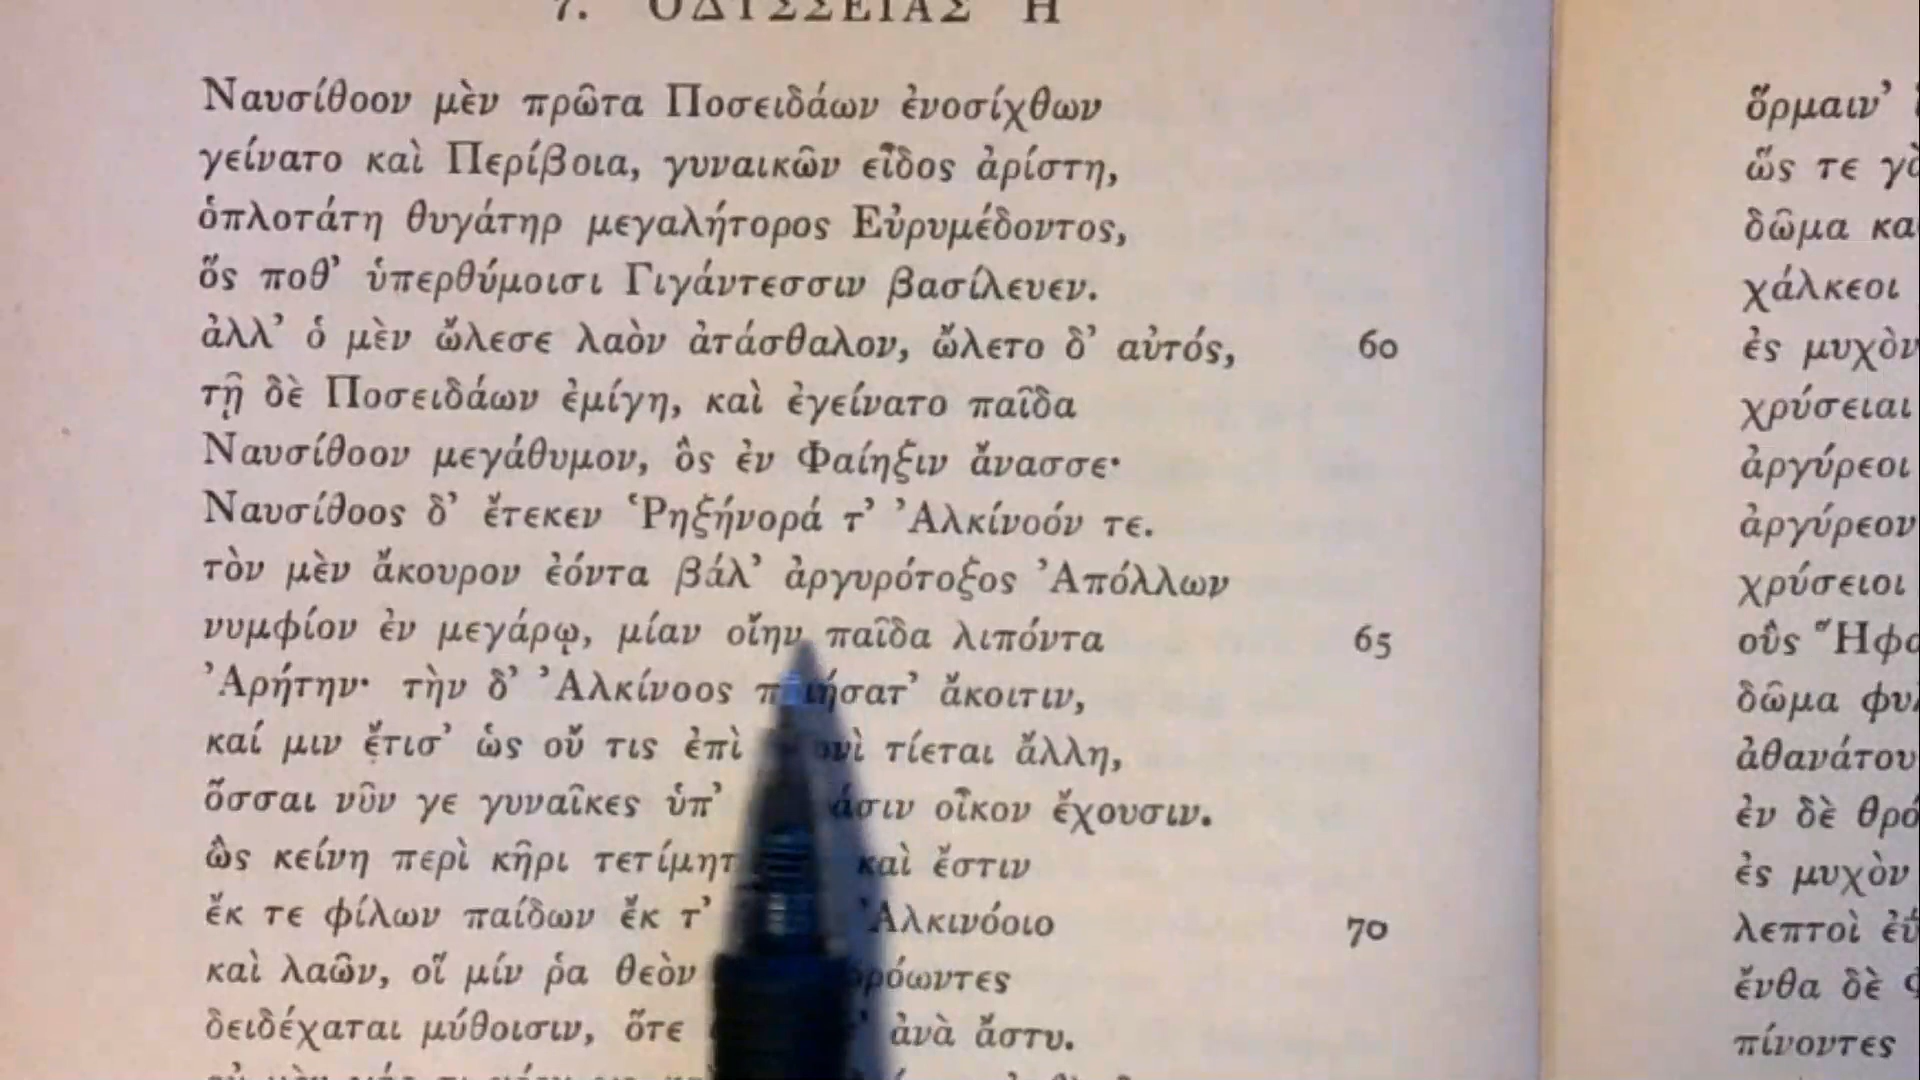 7. ΟΔΥΣΣΕΙΑΣ Η
Ναυσίθοον μὲν πρῶτα Ποσειδάων ἐνοσίχθων
γείνατο καὶ Περίβοια, γυναικῶν εἶδος ἀρίστη,
ὁπλοτάτη θυγάτηρ μεγαλήτορος Εὐρυμέδοντος,
ὅς ποθ’ ὑπερθύμοισι Γιγάντεσσιν βασίλευεν.
ἀλλ’ ὁ μὲν ὤλεσε λαὸν ἀτάσθαλον, ὤλετο δ’ αὐτός, 60
τῇ δὲ Ποσειδάων ἐμίγη, καὶ ἐγείνατο παῖδα
Ναυσίθοον μεγάθυμον, ὃς ἐν Φαίηξιν ἄνασσε·
Ναυσίθοος δ’ ἔτεκεν Ῥηξήνορά τ’ Ἀλκίνοόν τε.
τὸν μὲν ἄκουρον ἐόντα βάλ’ ἀργυρότοξος Ἀπόλλων
νυμφίον ἐν μεγάρῳ, μίαν οἴην παῖδα λιπόντα 65
Ἀρήτην· τὴν δ’ Ἀλκίνοος ποιήσατ’ ἄκοιτιν,
καί μιν ἔτισ’ ὡς οὔ τις ἐπὶ τίεται ἄλλη,
ὅσσαι νῦν γε γυναῖκες ὑπ’ οἶκον ἔχουσιν.
ὣς κείνη περὶ κῆρι καὶ ἔστιν
ἔκ τε φίλων παίδων ἔκ τ’ Ἀλκινόοιο 70
καὶ λαῶν, οἵ μίν ῥα θεὸν
δειδέχαται μύθοισιν, ὅτε ἀνὰ ἄστυ.
ὅρμαιν’
ὥς τε
δῶμα
χάλκεοι
ἐς μυχὸν
χρύσειαι
ἀργύρεοι
ἀργύρεον
χρύσειοι
οὓς
δῶμα
ἐν δὲ
ἐς μυχὸν
λεπτοὶ
ἔνθα δὲ
πίνοντες